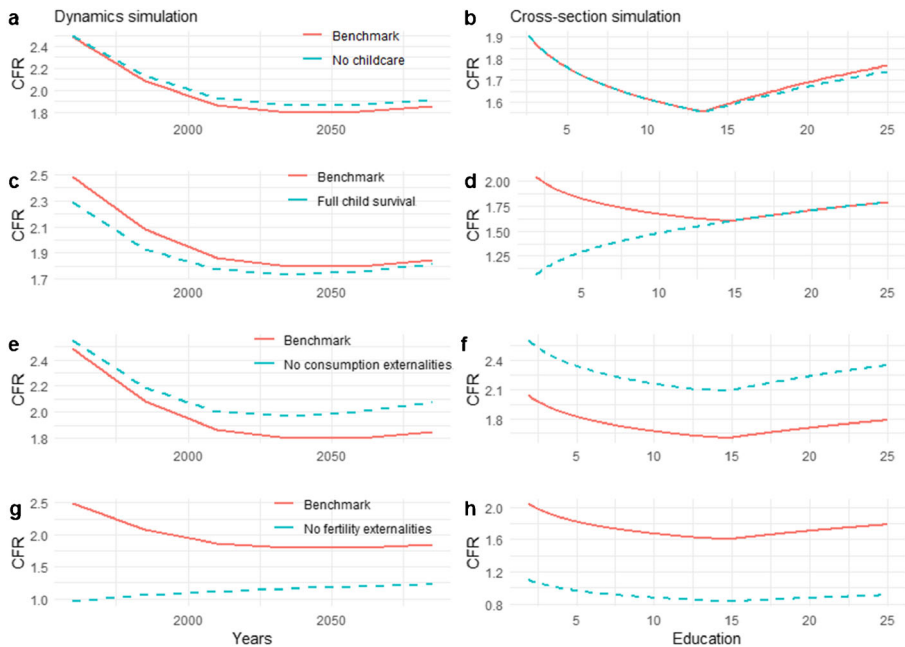 a Dynamics simulation
CFR
2.4
2.2
2.0
1.8
Benchmark
No childcare
2000 2050
b Cross-section simulation
CFR
1.9
1.8
1.7
1.6
5 10 15 20 25
c
CFR
2.5
2.3
2.1
1.9
1.7
Benchmark
Full child survival
2000 2050
d
CFR
2.00
1.75
1.50
1.25
5 10 15 20 25
e
CFR
2.4
2.2
2.0
1.8
Benchmark
No consumption externalities
2000 2050
f
CFR
2.4
1.8
5 10 15 20 25
g
CFR
2.5
2.0
1.0
Benchmark
No fertility externalities
2000 2050
Years
h
CFR
2.0
1.6
1.2
0.8
5 10 15 20 25
Education